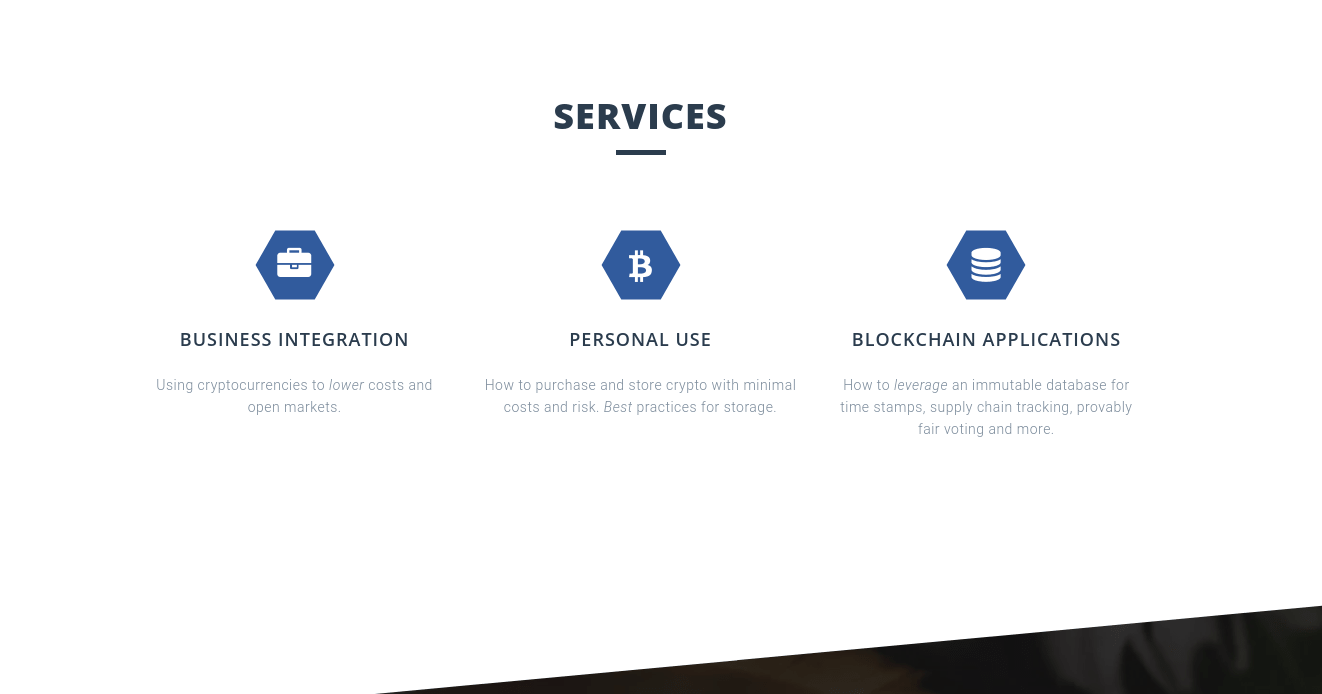 SERVICES
BUSINESS INTEGRATION
Using cryptocurrencies to lower costs and
open markets.
PERSONAL USE
How to purchase and store crypto with minimal
costs and risk. Best practices for storage.
BLOCKCHAIN APPLICATIONS
How to leverage an immutable database for
time stamps, supply chain tracking, provably
fair voting and more.